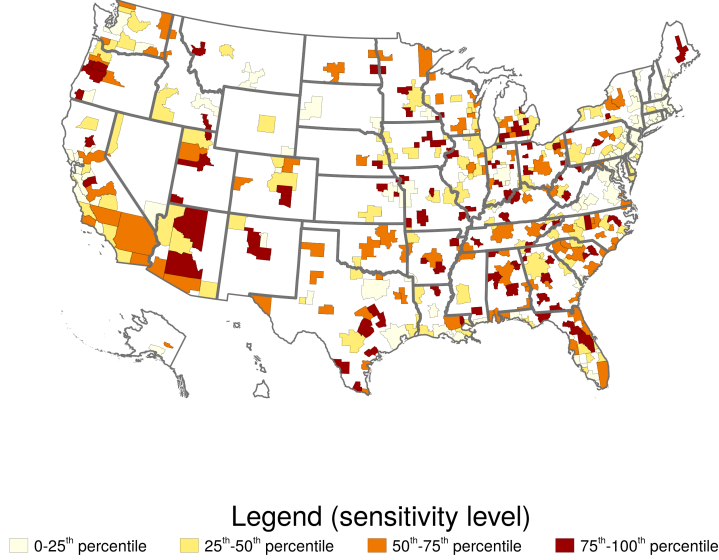 Legend (sensitivity level)
0-25th percentile 25th-50th percentile 50th-75th percentile 75th-100th percentile